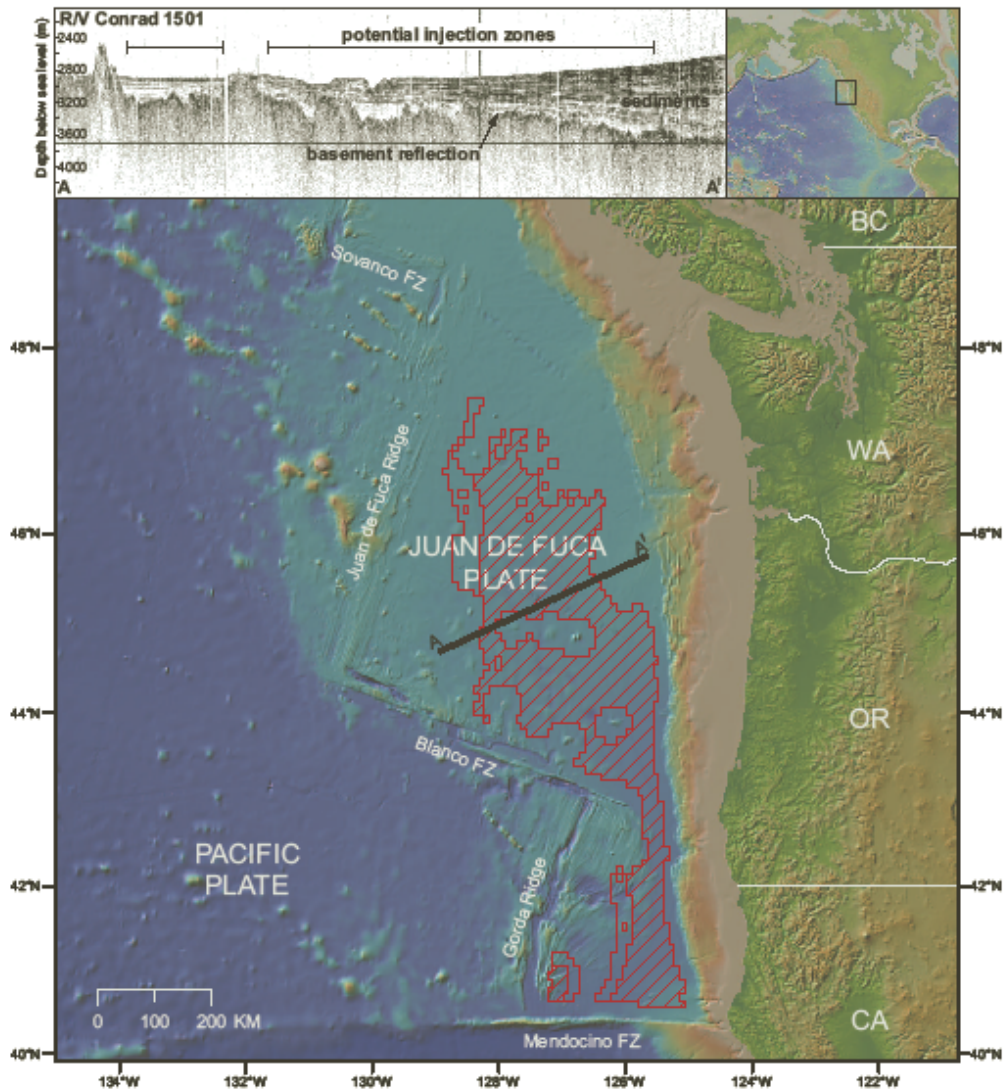 R/V Conrad 1501
potential injection zones
Depth below sea level (m)
2400
2800
3200
3600
4000
sediments
basement reflection
A
A'
BC
Sovanco FZ
48°N
48°N
WA
Juan de Fuca Ridge
46°N
46°N
JUAN DE FUCA
PLATE
A'
A
44°N
44°N
OR
Blanco FZ
PACIFIC
PLATE
42°N
42°N
Gorda Ridge
0 100 200 KM
CA
Mendocino FZ
40°N
40°N
134°W
132°W
130°W
128°W
126°W
124°W
122°W